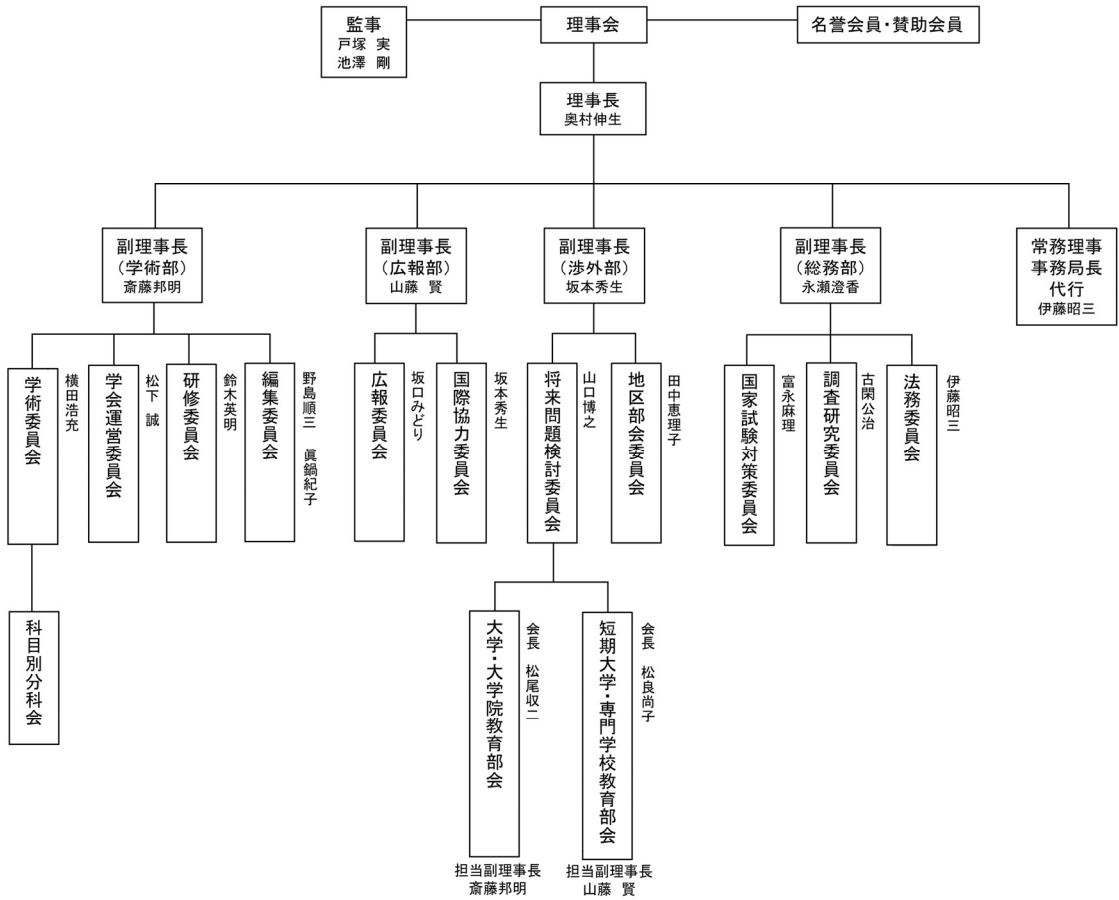 監事
戸塚 実
池澤 剛
理事会
名誉会員・賛助会員
理事長
奥村伸生
副理事長
（学術部）
斎藤邦明
副理事長
（広報部）
山藤 賢
副理事長
（渉外部）
坂本秀生
副理事長
（総務部）
永瀬澄香
常務理事
事務局長
代行
伊藤昭三
学術委員会
横田浩充
学会運営委員会
松下 誠
研修委員会
鈴木英明
編集委員会
野島順三 眞鍋紀子
広報委員会
坂口みどり
国際協力委員会
坂本秀生
将来問題検討委員会
山口博之
地区部会委員会
田中恵理子
国家試験対策委員会
富永麻理
調査研究委員会
古閑公治
法務委員会
伊藤昭三
科目別分科会
大学・大学院教育部会
会長 松尾収二
短期大学・専門学校教育部会
会長 松良尚子
担当副理事長
斎藤邦明
担当副理事長
山藤 賢